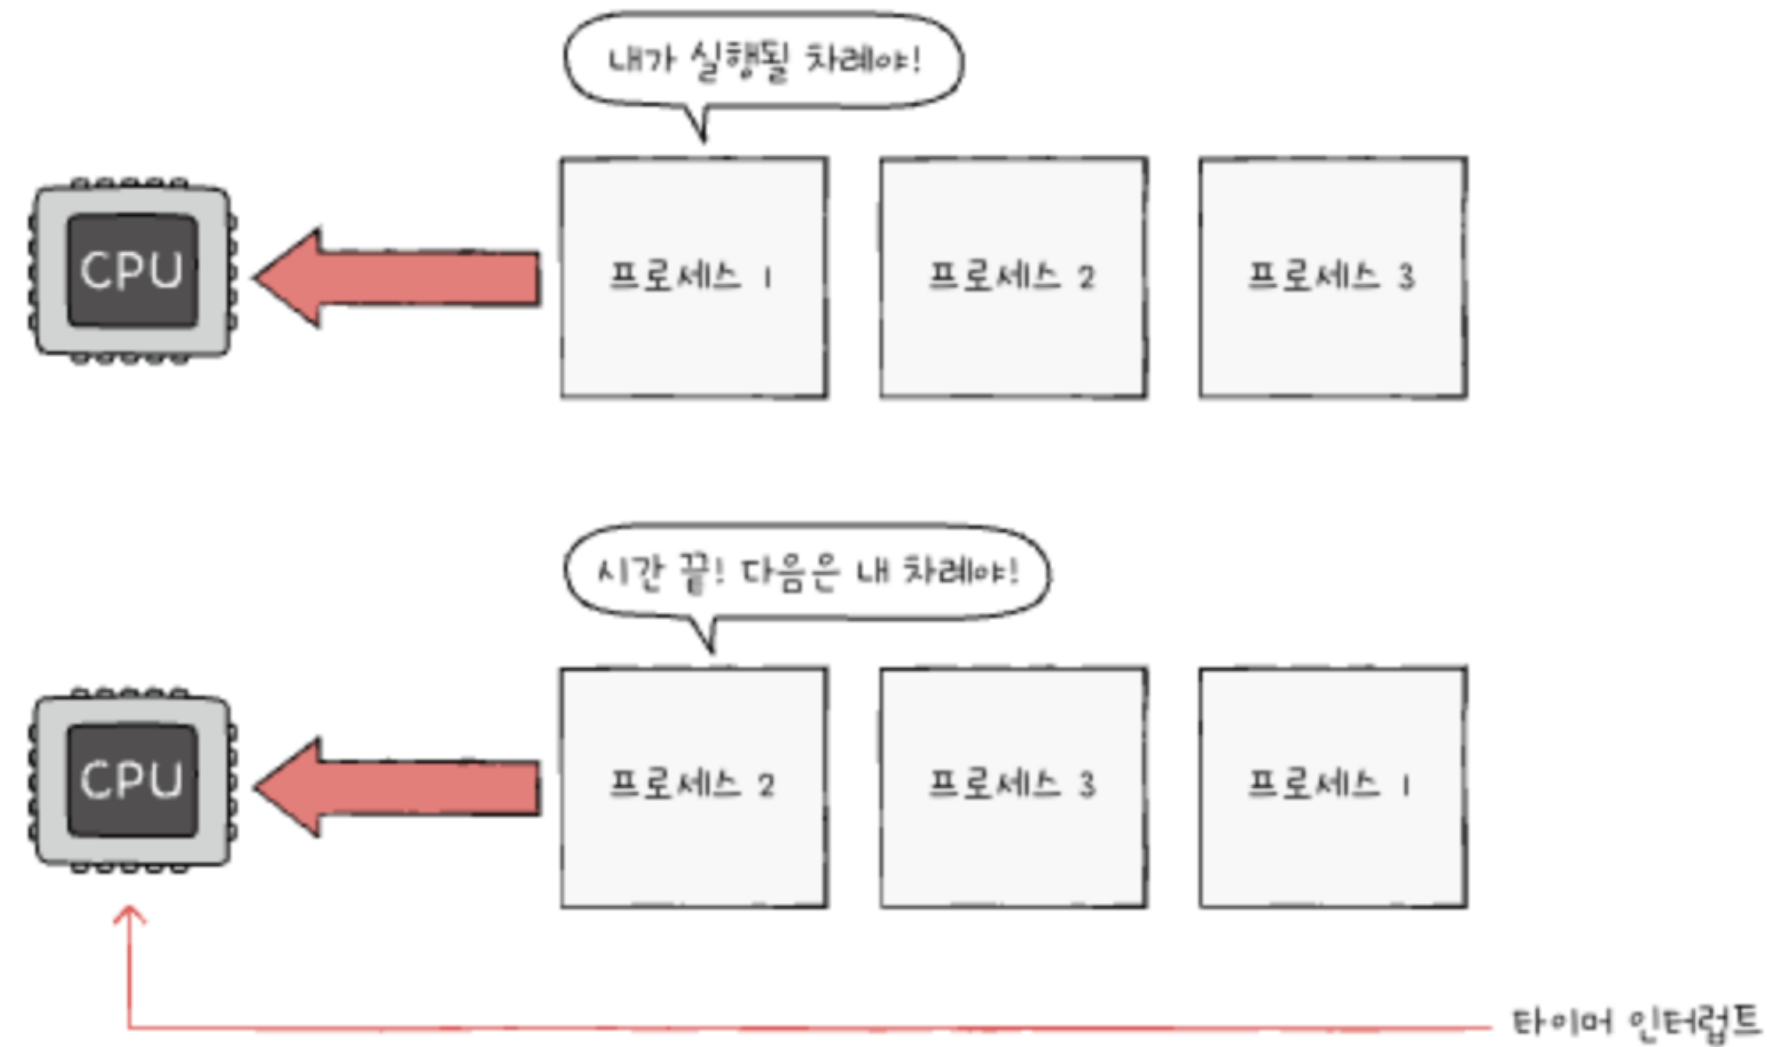 내가 실행될 차례야!
CPU
프로세스 1
프로세스 2
프로세스 3
시간 끝! 다음은 내 차례야!
CPU
프로세스 2
프로세스 3
프로세스 1
타이머 인터럽트